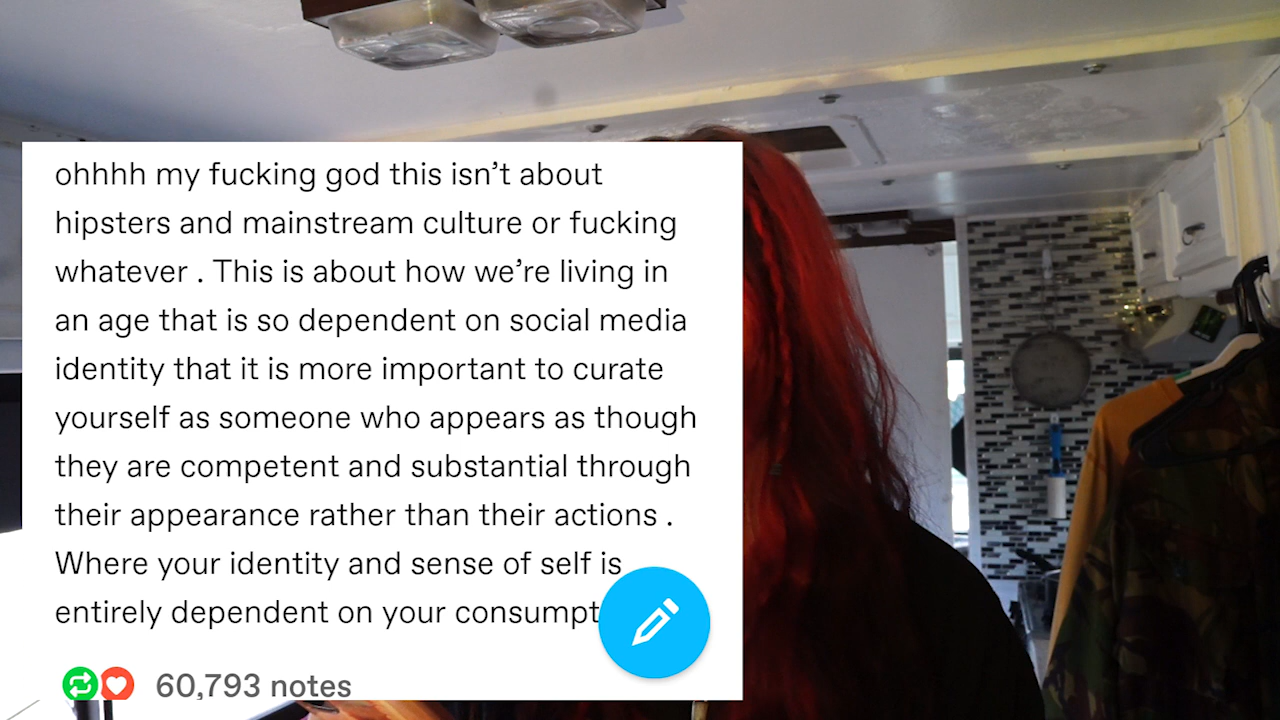 ohhhh my fucking god this isn’t about
hipsters and mainstream culture or fucking
whatever . This is about how we’re living in
an age that is so dependent on social media
identity that it is more important to curate
yourself as someone who appears as though
they are competent and substantial through
their appearance rather than their actions .
Where your identity and sense of self is
entirely dependent on your consumpt
60,793 notes